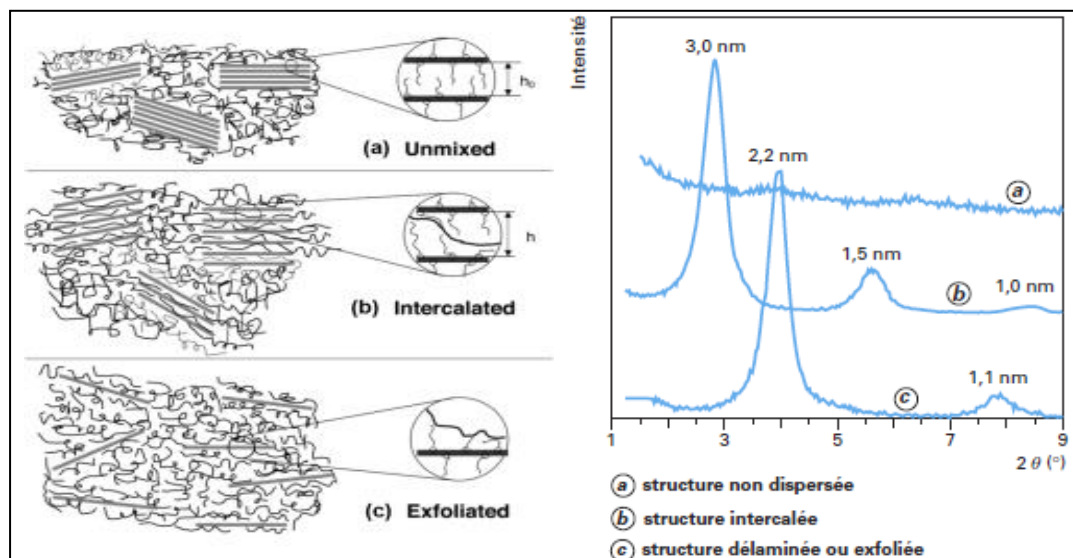 h₀
(a) Unmixed
h
(b) Intercalated
(c) Exfoliated
Intensité
3,0 nm
2,2 nm
a
1,5 nm
b
1,0 nm
c
1,1 nm
1 3 5 7 9
2 θ (°)
a structure non dispersée
b structure intercalée
c structure délaminée ou exfoliée